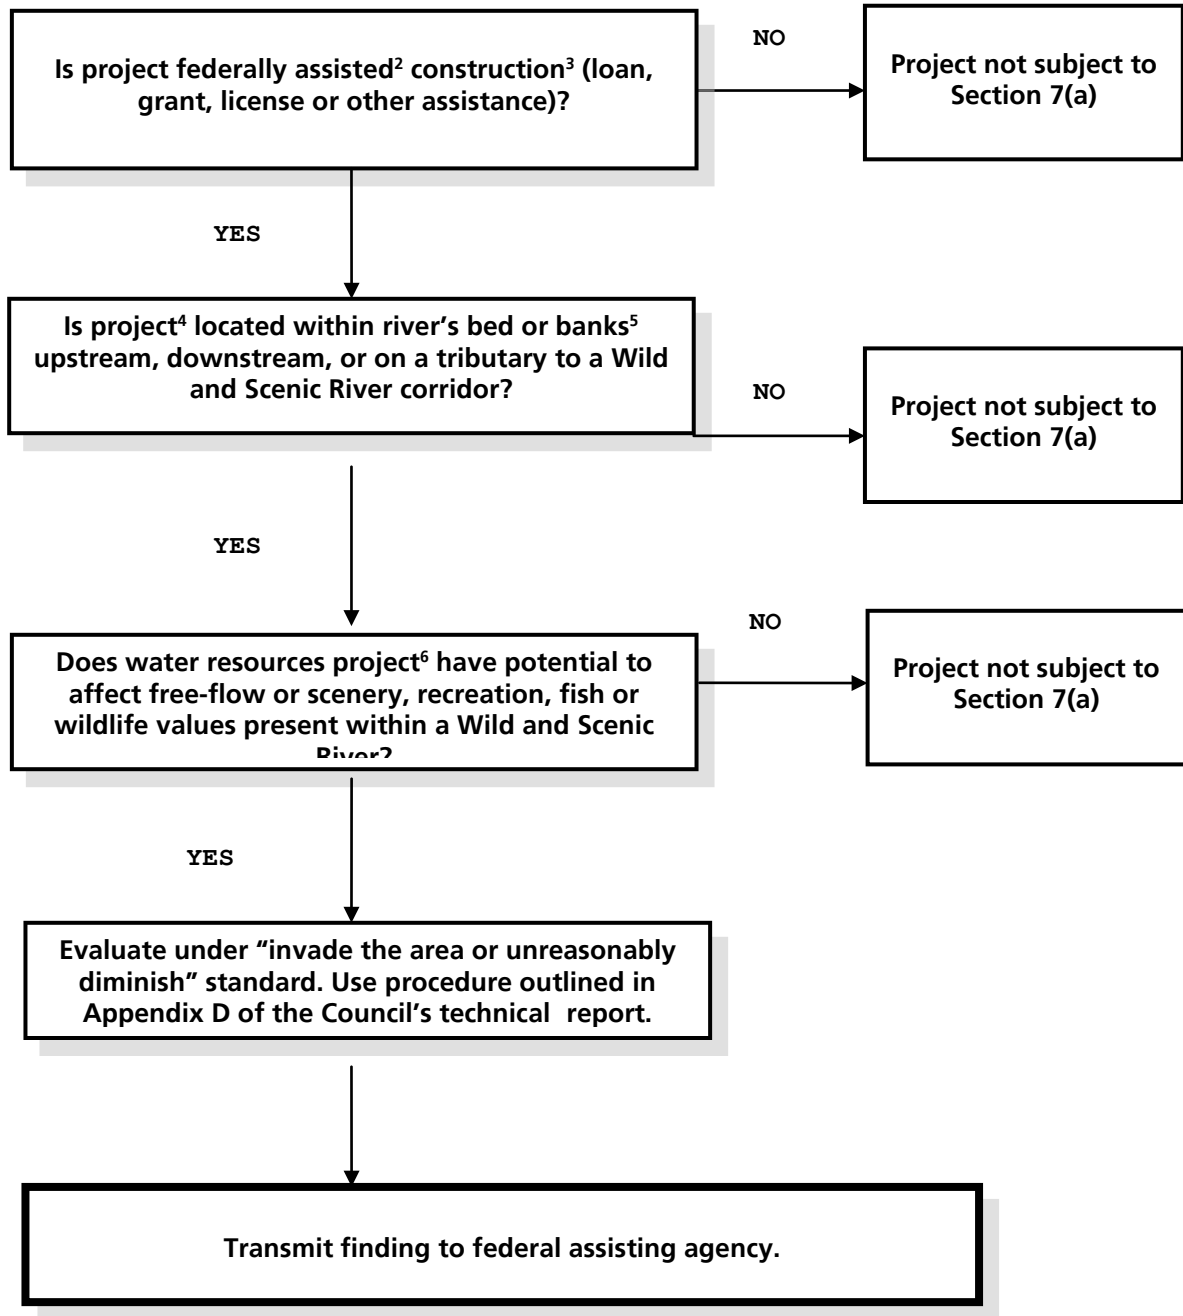 Is project federally assisted² construction³ (loan,
grant, license or other assistance)?
NO
Project not subject to
Section 7(a)
YES
Is project⁴ located within river's bed or banks⁵
upstream, downstream, or on a tributary to a Wild
and Scenic River corridor?
NO
Project not subject to
Section 7(a)
YES
Does water resources project⁶ have potential to
affect free-flow or scenery, recreation, fish or
wildlife values present within a Wild and Scenic
River?
NO
Project not subject to
Section 7(a)
YES
Evaluate under "invade the area or unreasonably
diminish" standard. Use procedure outlined in
Appendix D of the Council's technical report.
Transmit finding to federal assisting agency.